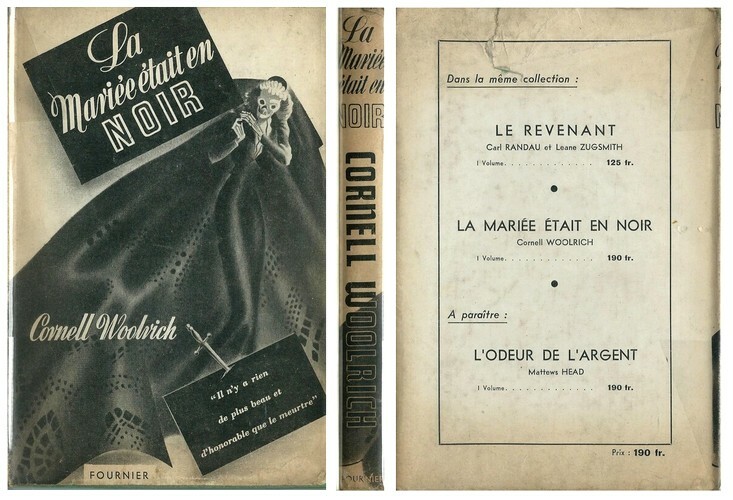 La
Mariée était en
NOIR
Cornell Woolrich
"Il n'y a rien
de plus beau et
d'honorable que le meurtre"
FOURNIER
La
Mariée
était en
NOIR
CORNELL WOOLRICH
FOURNIER
Dans la même collection :
LE REVENANT
Carl RANDAU et Leane ZUGSMITH
1 Volume. . . . . . . . . . . . . 125 fr.
LA MARIÉE ÉTAIT EN NOIR
Cornell WOOLRICH
1 Volume. . . . . . . . . . . . . 190 fr.
A paraître :
L'ODEUR DE L'ARGENT
Mattews HEAD
1 Volume. . . . . . . . . . . . . 190 fr.
Prix : 190 fr.